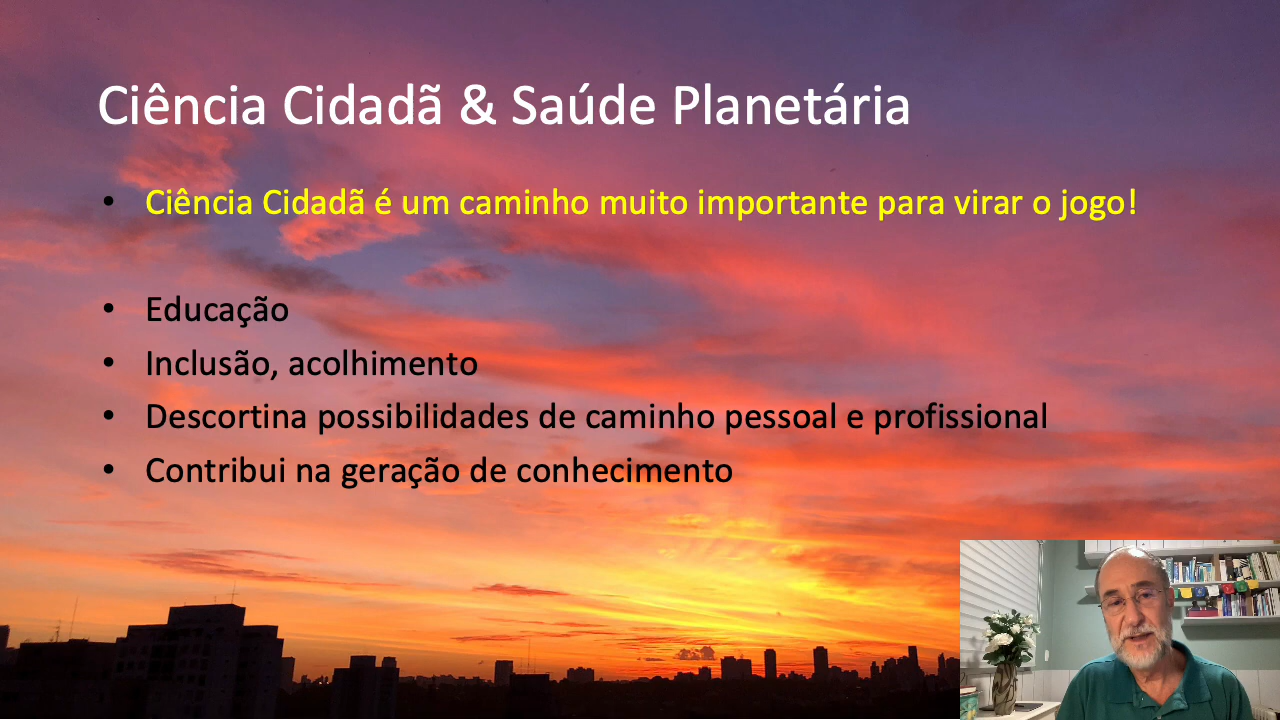 Ciência Cidadã & Saúde Planetária
• Ciência Cidadã é um caminho muito importante para virar o jogo!
• Educação
• Inclusão, acolhimento
• Descortina possibilidades de caminho pessoal e profissional
• Contribui na geração de conhecimento